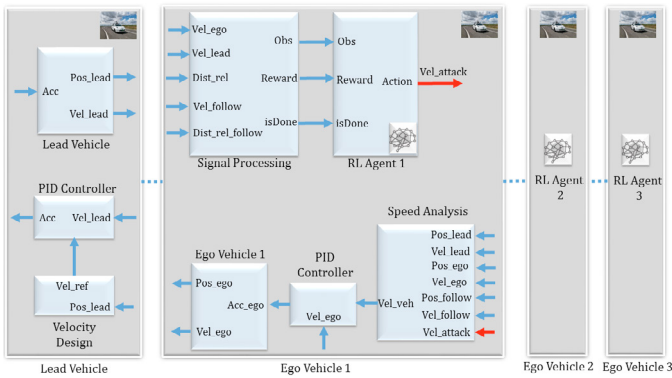 Acc
Pos_lead
Vel_lead
Lead Vehicle
PID Controller
Acc
Vel_lead
Vel_ref
Pos_lead
Velocity
Design
Lead Vehicle
Vel_ego
Vel_lead
Dist_rel
Vel_follow
Dist_rel_follow
Obs
Reward
isDone
Signal Processing
Obs
Reward
isDone
Action
RL Agent 1
Vel_attack
Ego Vehicle 1
Pos_ego
Vel_ego
Acc_ego
PID
Controller
Vel_ego
Speed Analysis
Vel_veh
Pos_lead
Vel_lead
Pos_ego
Vel_ego
Pos_follow
Vel_follow
Vel_attack
Ego Vehicle 1
RL Agent
2
Ego Vehicle 2
RL Agent
3
Ego Vehicle 3